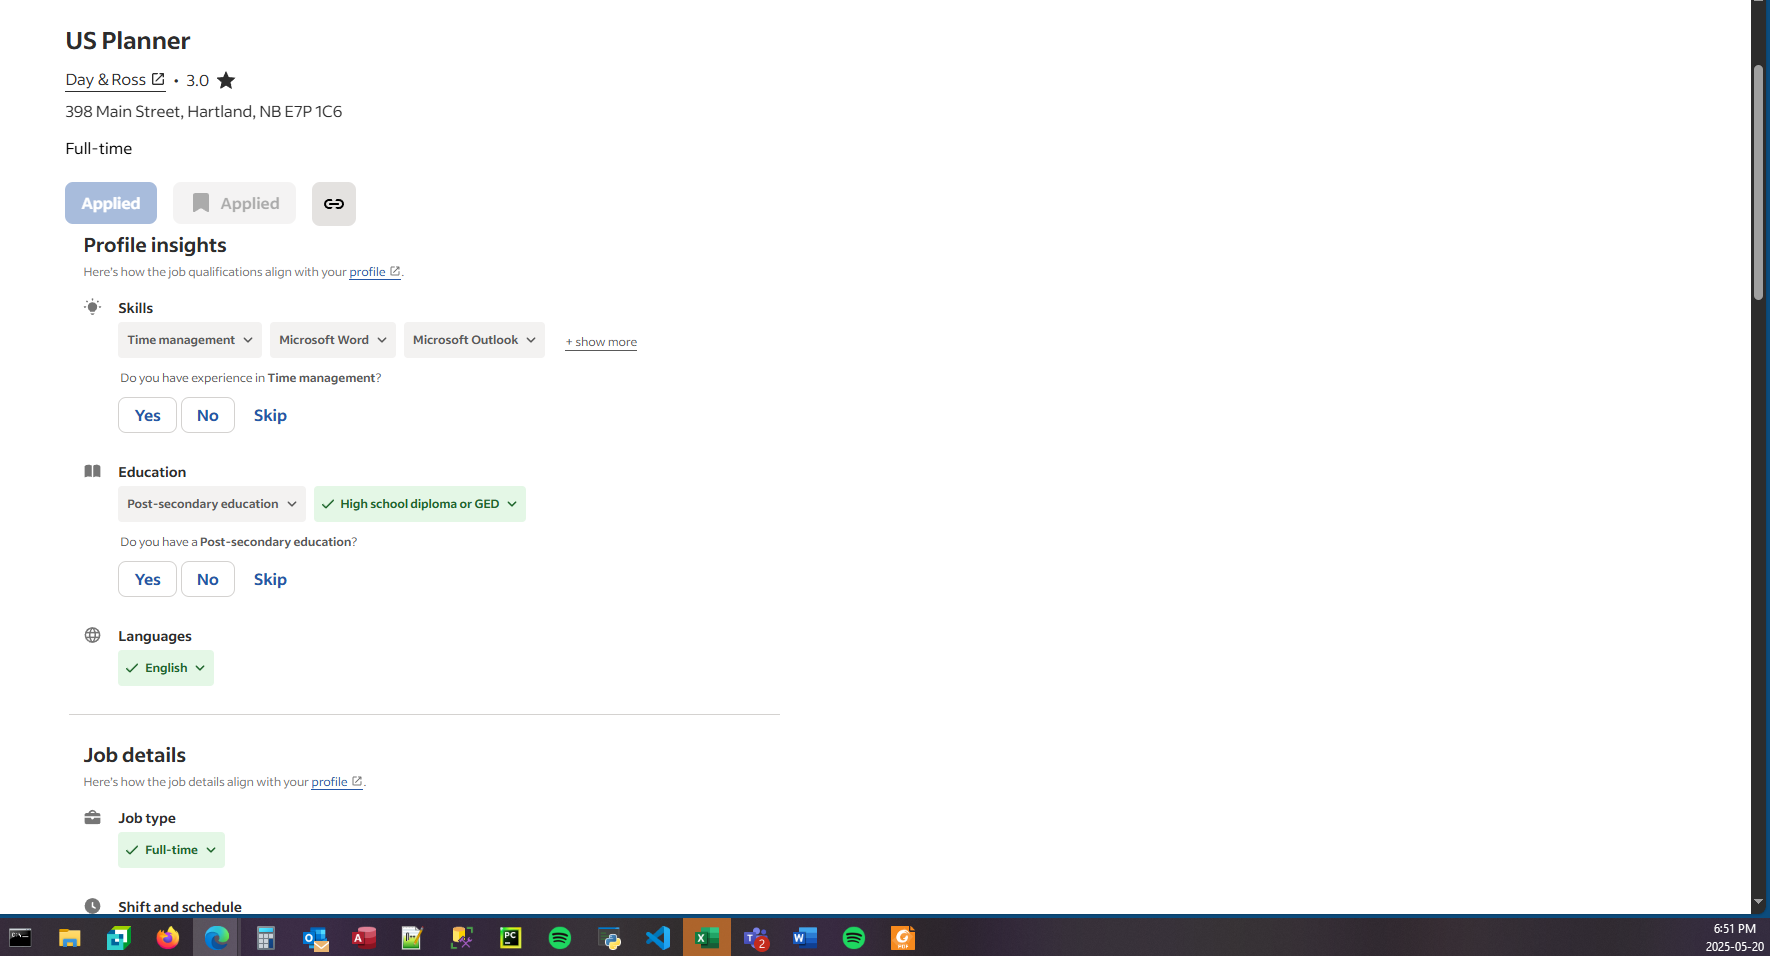 US Planner
Day & Ross • 3.0
398 Main Street, Hartland, NB E7P 1C6
Full-time
Applied Applied
Profile insights
Here's how the job qualifications align with your profile.
Skills
Time management Microsoft Word Microsoft Outlook + show more
Do you have experience in Time management?
Yes No Skip
Education
Post-secondary education High school diploma or GED
Do you have a Post-secondary education?
Yes No Skip
Languages
English
Job details
Here's how the job details align with your profile.
Job type
Full-time
Shift and schedule
6:51 PM
2025-05-20